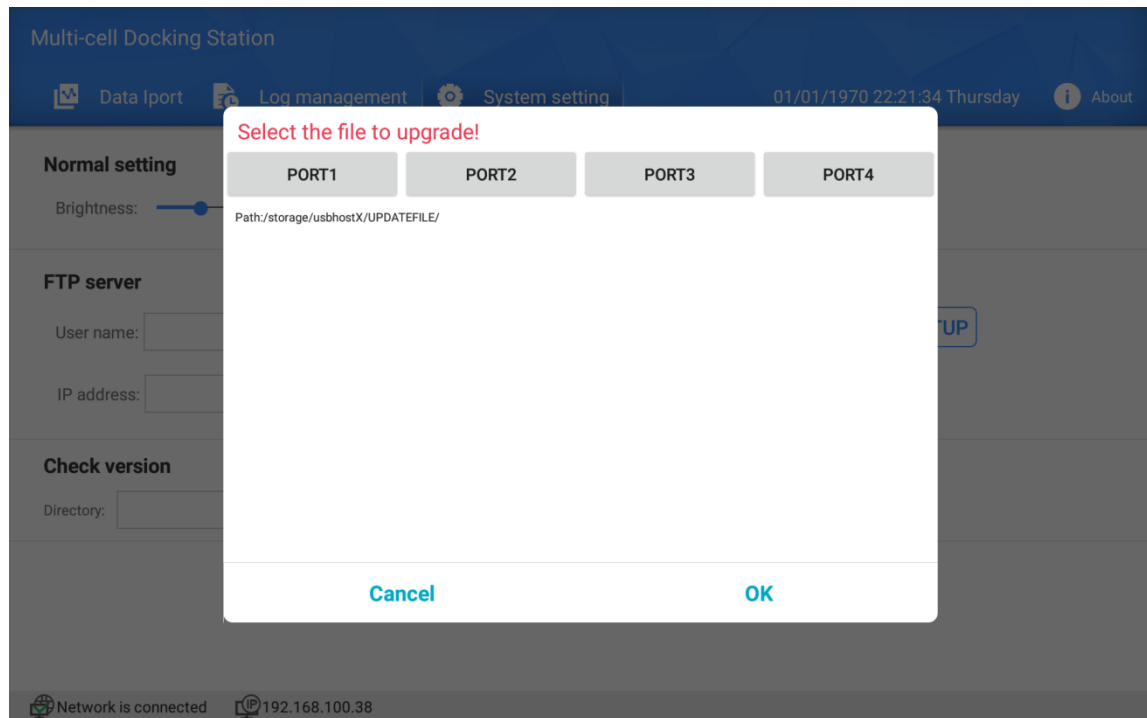 Multi-cell Docking Station
Data Iport Log management System setting 01/01/1970 22:21:34 Thursday i About
Select the file to upgrade!
Normal setting
PORT1 PORT2 PORT3 PORT4
Brightness:
Path:/storage/usbhostX/UPDATEFILE/
FTP server
User name:
UP
IP address:
Check version
Directory:
Cancel OK
Network is connected IP 192.168.100.38